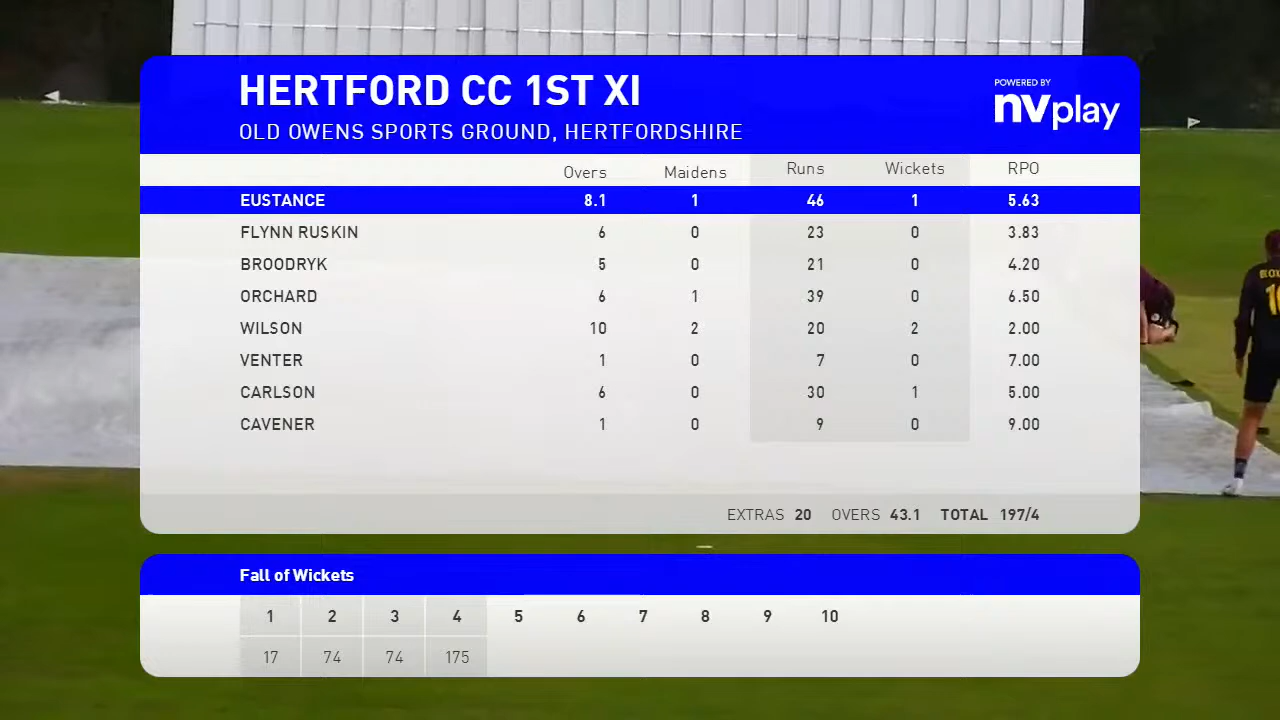 HERTFORD CC 1ST XI
OLD OWENS SPORTS GROUND, HERTFORDSHIRE
POWERED BY
nvplay
Overs Maidens Runs Wickets RPO
EUSTANCE 8.1 1 46 1 5.63
FLYNN RUSKIN 6 0 23 0 3.83
BROODRYK 5 0 21 0 4.20
ORCHARD 6 1 39 0 6.50
WILSON 10 2 20 2 2.00
VENTER 1 0 7 0 7.00
CARLSON 6 0 30 1 5.00
CAVENER 1 0 9 0 9.00
EXTRAS 20 OVERS 43.1 TOTAL 197/4
Fall of Wickets
1 2 3 4 5 6 7 8 9 10
17 74 74 175